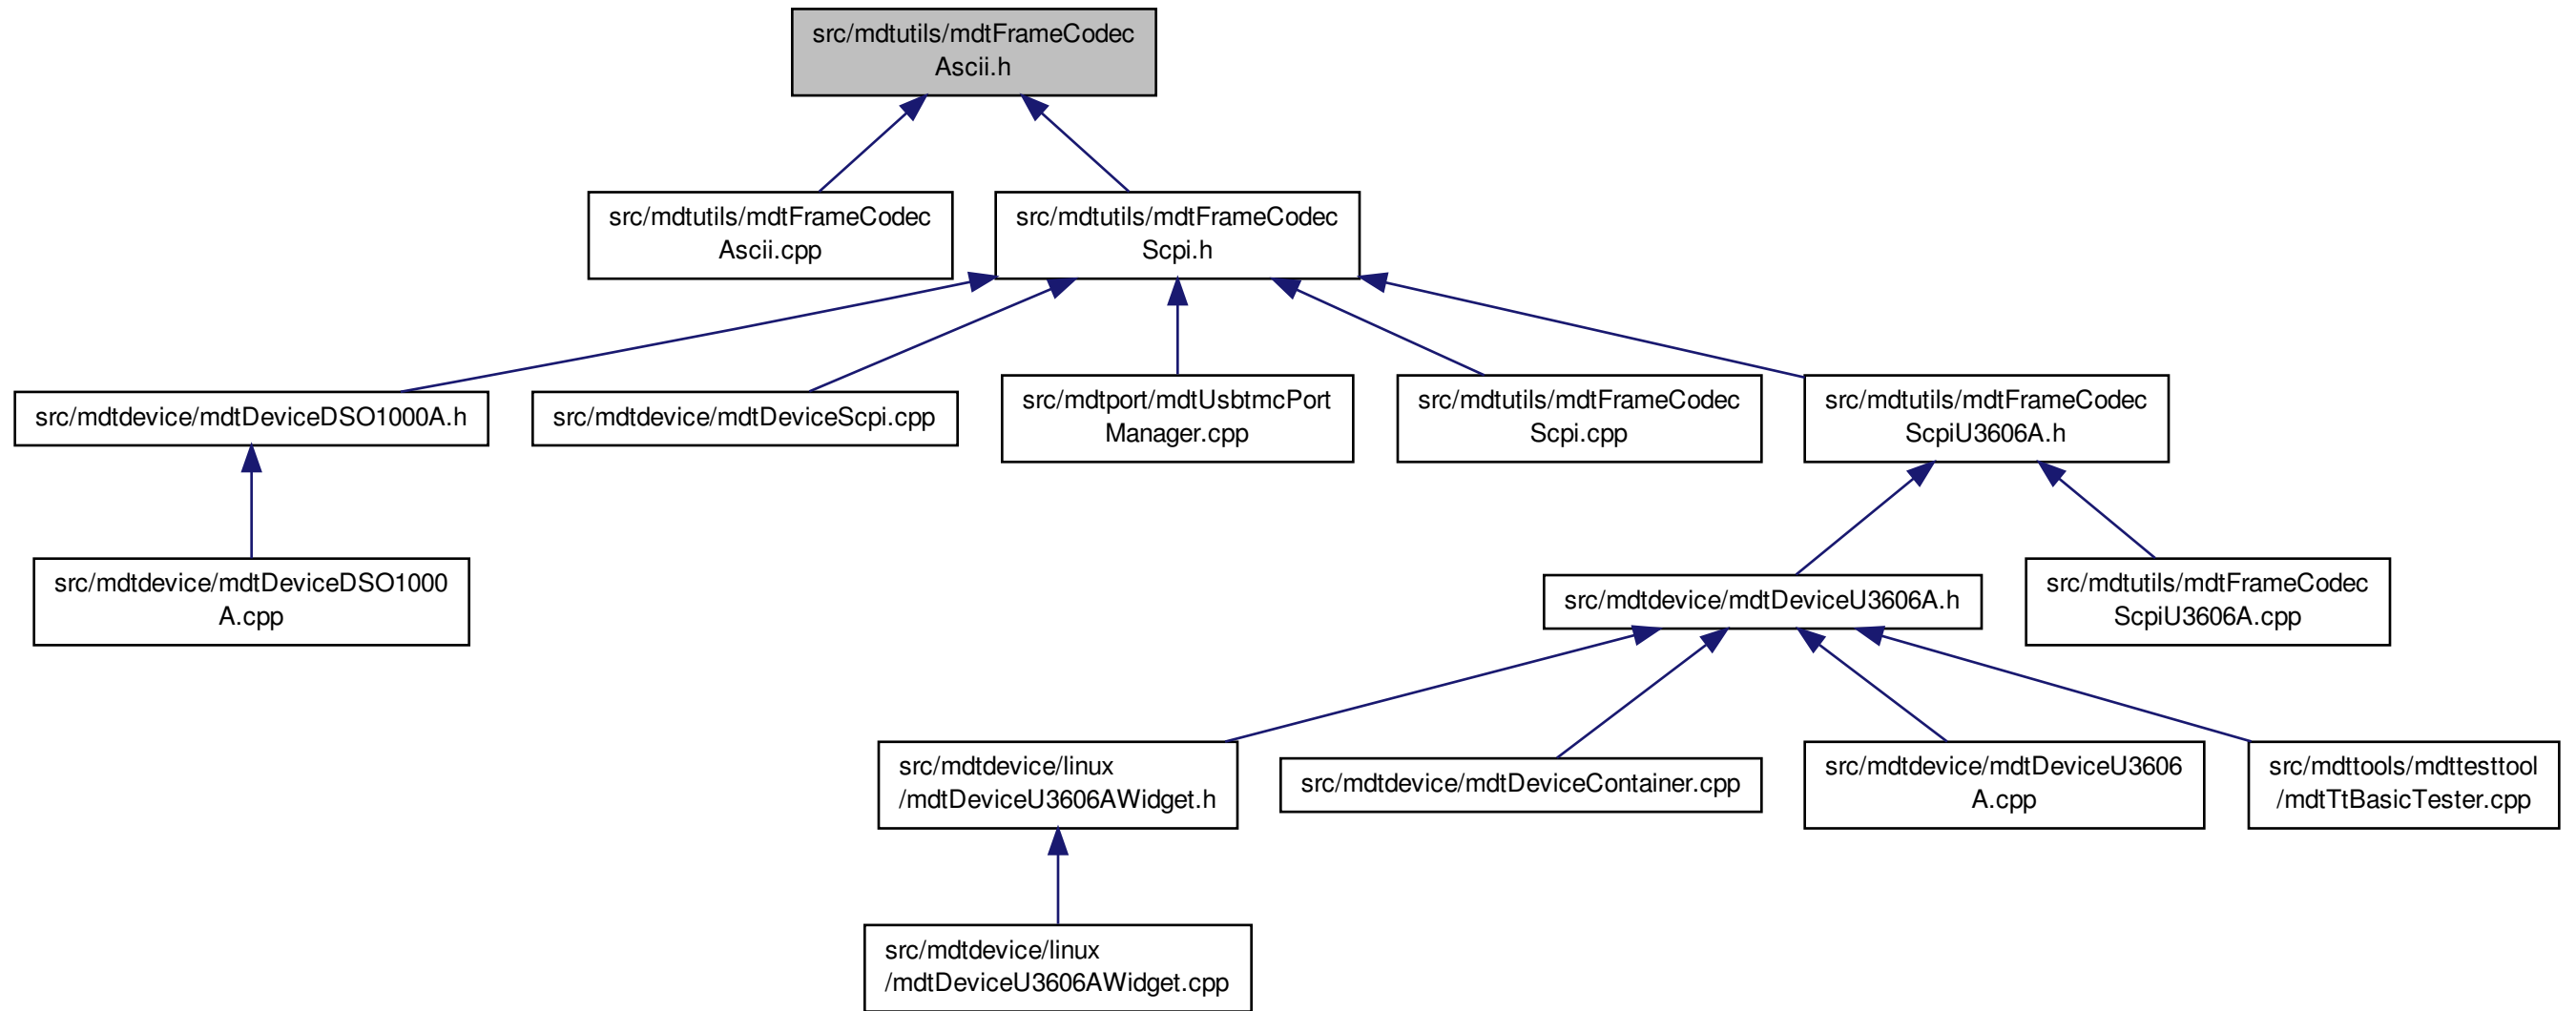 src/mdtutils/mdtFrameCodec
Ascii.h
src/mdtutils/mdtFrameCodec
Ascii.cpp
src/mdtutils/mdtFrameCodec
Scpi.h
src/mdtdevice/mdtDeviceDSO1000A.h
src/mdtdevice/mdtDeviceScpi.cpp
src/mdtport/mdtUsbtmcPort
Manager.cpp
src/mdtutils/mdtFrameCodec
Scpi.cpp
src/mdtutils/mdtFrameCodec
ScpiU3606A.h
src/mdtdevice/mdtDeviceDSO1000
A.cpp
src/mdtdevice/mdtDeviceU3606A.h
src/mdtutils/mdtFrameCodec
ScpiU3606A.cpp
src/mdtdevice/linux
/mdtDeviceU3606AWidget.h
src/mdtdevice/mdtDeviceContainer.cpp
src/mdtdevice/mdtDeviceU3606
A.cpp
src/mdttools/mdttesttool
/mdtTtBasicTester.cpp
src/mdtdevice/linux
/mdtDeviceU3606AWidget.cpp